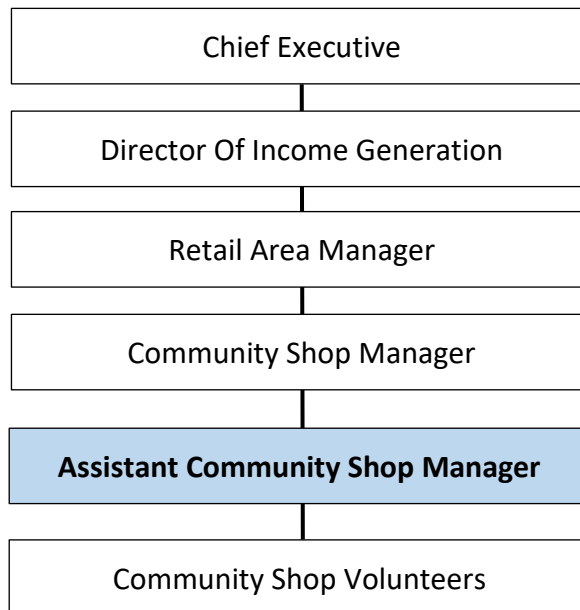 Chief Executive
Director Of Income Generation
Retail Area Manager
Community Shop Manager
Assistant Community Shop Manager
Community Shop Volunteers